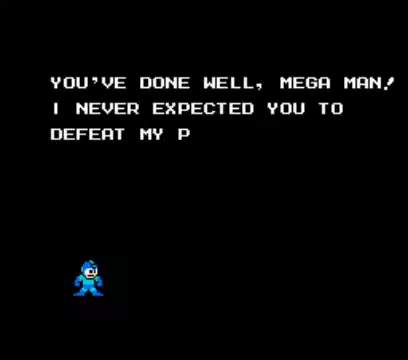 YOU'VE DONE WELL, MEGA MAN!
I NEVER EXPECTED YOU TO
DEFEAT MY P